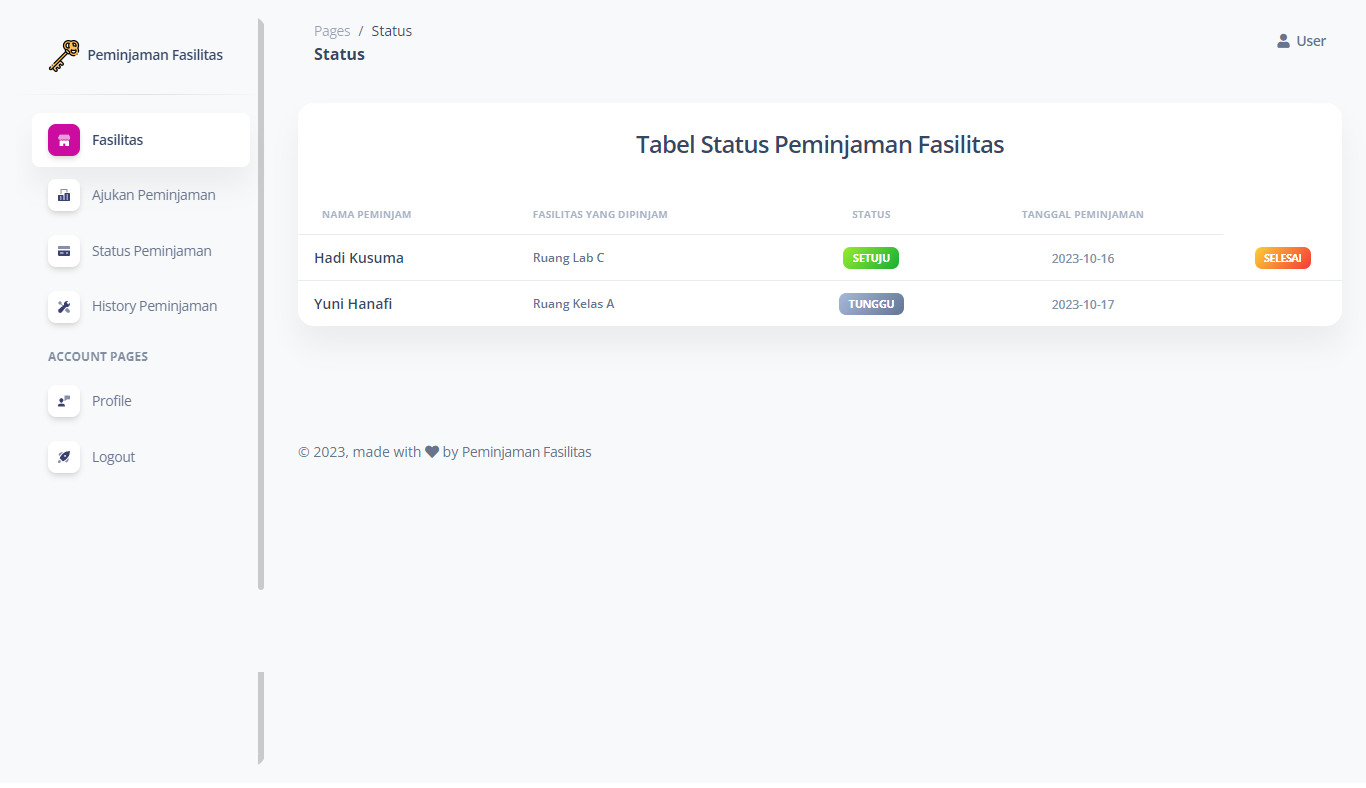 Peminjaman Fasilitas
Fasilitas
Ajukan Peminjaman
Status Peminjaman
History Peminjaman
ACCOUNT PAGES
Profile
Logout
Pages / Status
Status
User
Tabel Status Peminjaman Fasilitas
NAMA PEMINJAM FASILITAS YANG DIPINJAM STATUS TANGGAL PEMINJAMAN
Hadi Kusuma Ruang Lab C SETUJU 2023-10-16 SELESAI
Yuni Hanafi Ruang Kelas A TUNGGU 2023-10-17
© 2023, made with by Peminjaman Fasilitas